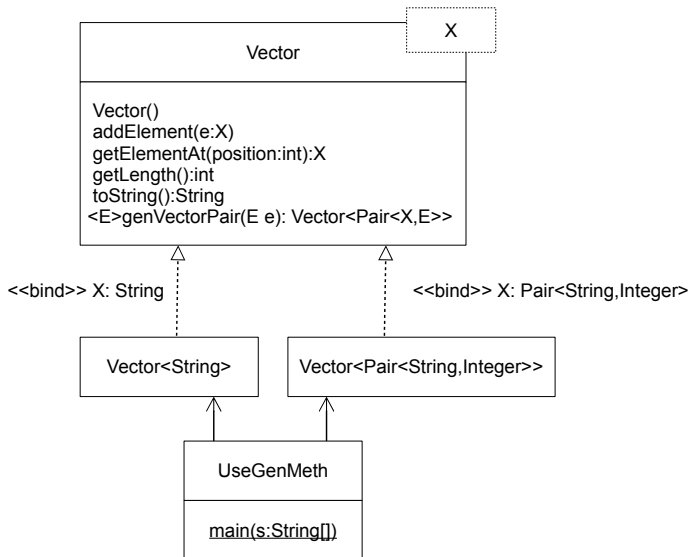 X
Vector
Vector()
addElement(e:X)
getElementAt(position:int):X
getLength():int
toString():String
<E>genVectorPair(E e): Vector<Pair<X,E>>
<<bind>> X: String
<<bind>> X: Pair<String,Integer>
Vector<String>
Vector<Pair<String,Integer>>
UseGenMeth
main(s:String[])